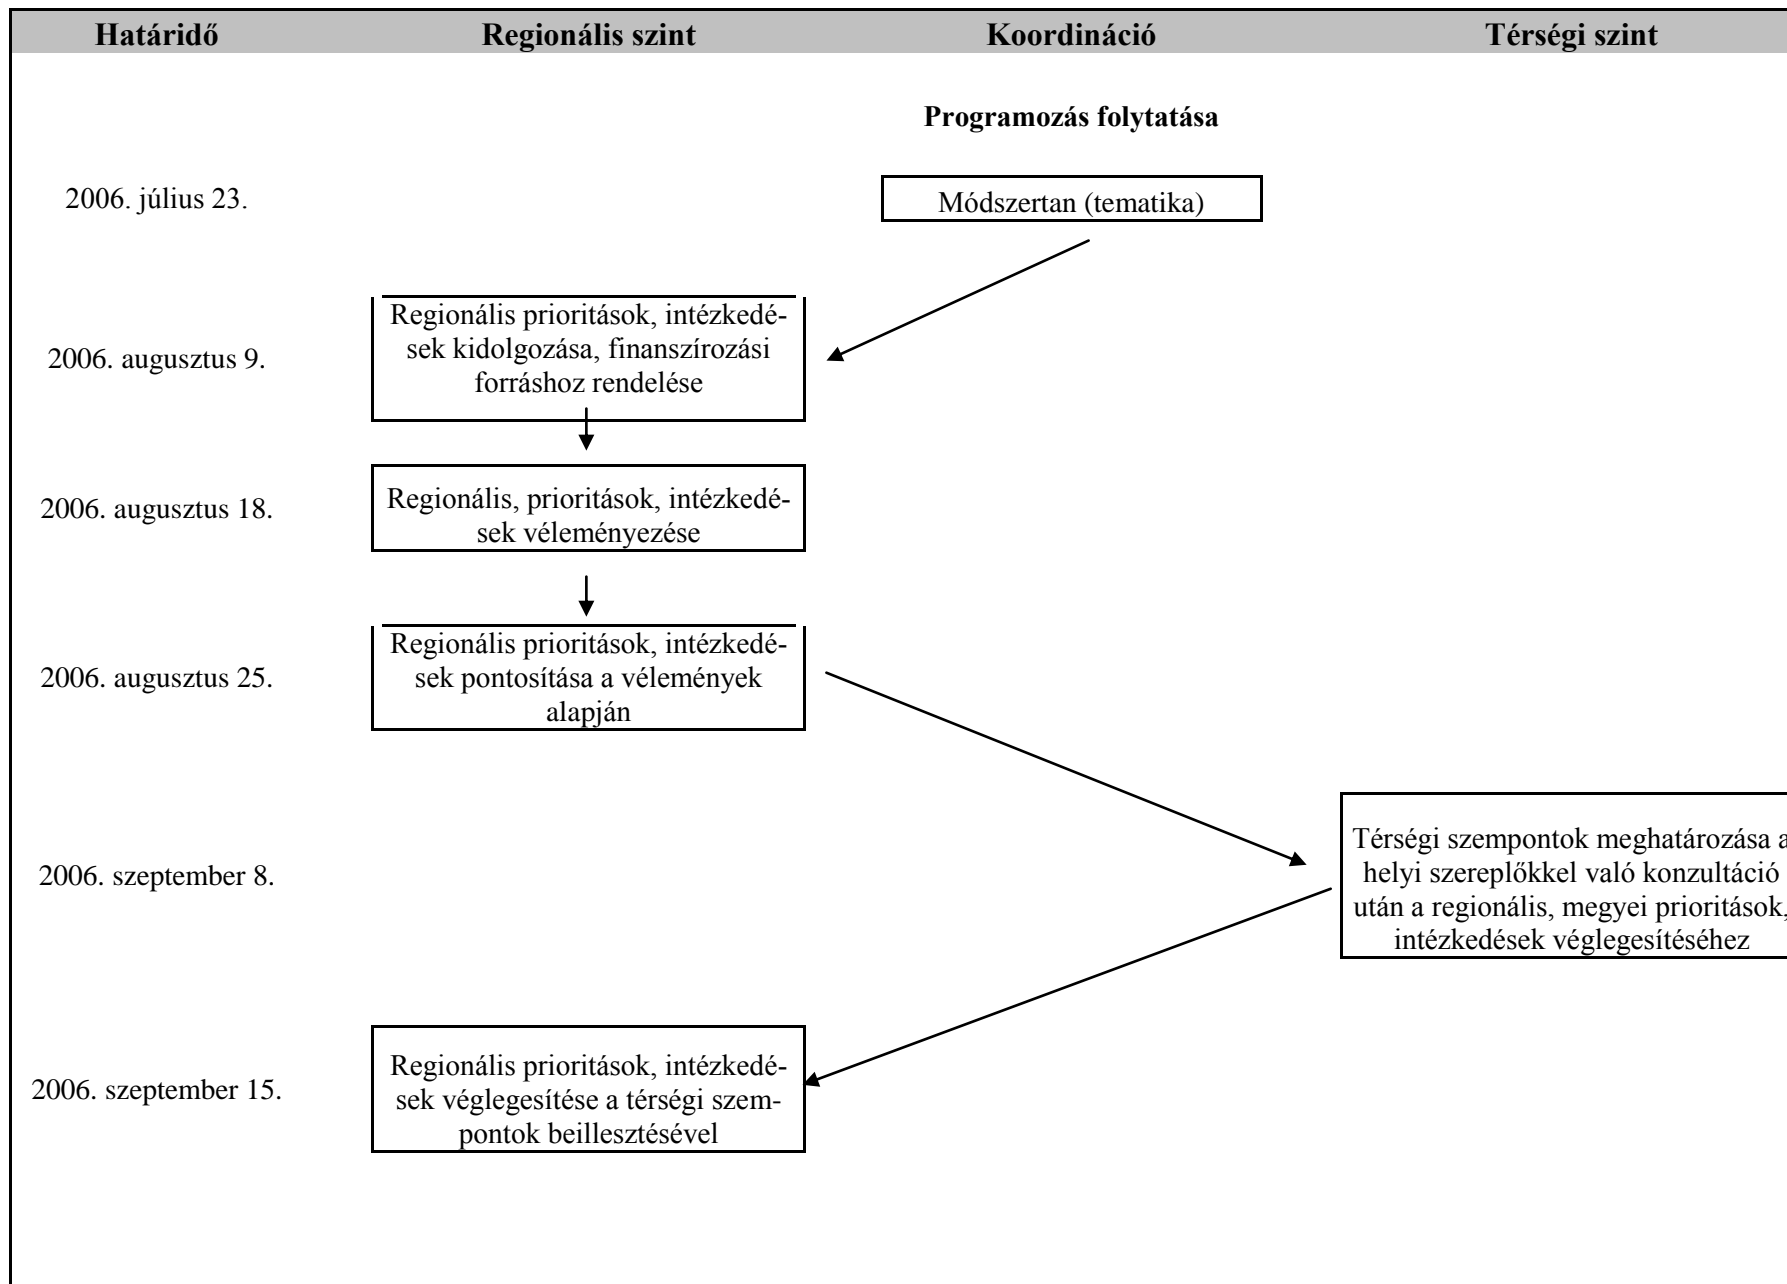 Határidő Regionális szint Koordináció Térségi szint
Programozás folytatása
2006. július 23.
Módszertan (tematika)
2006. augusztus 9.
Regionális prioritások, intézkedé-
sek kidolgozása, finanszírozási
forráshoz rendelése
2006. augusztus 18.
Regionális, prioritások, intézkedé-
sek véleményezése
2006. augusztus 25.
Regionális prioritások, intézkedé-
sek pontosítása a vélemények
alapján
2006. szeptember 8.
Térségi szempontok meghatározása a
helyi szereplőkkel való konzultáció
után a regionális, megyei prioritások,
intézkedések véglegesítéséhez
2006. szeptember 15.
Regionális prioritások, intézkedé-
sek véglegesítése a térségi szem-
pontok beillesztésével